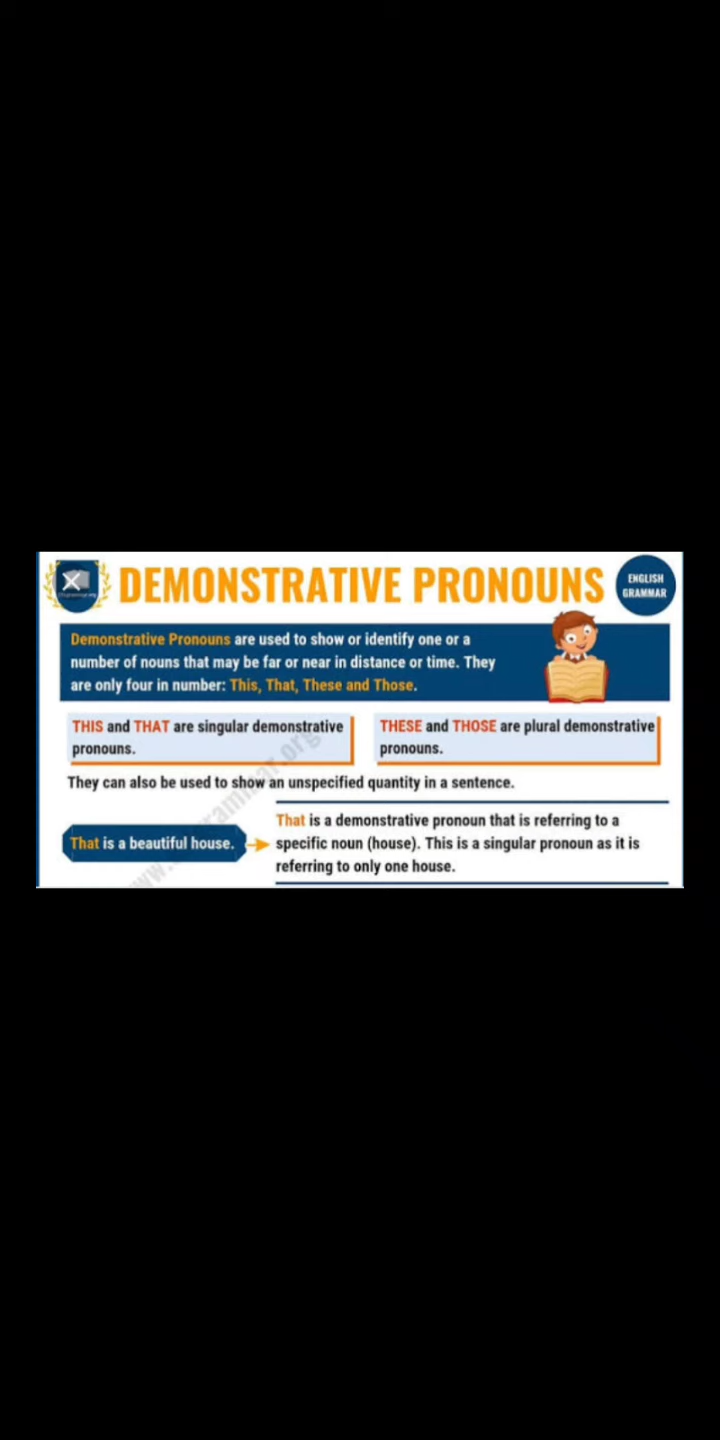 DEMONSTRATIVE PRONOUNS
ENGLISH
GRAMMAR
Demonstrative Pronouns are used to show or identify one or a
number of nouns that may be far or near in distance or time. They
are only four in number: This, That, These and Those.
THIS and THAT are singular demonstrative
pronouns.
THESE and THOSE are plural demonstrative
pronouns.
They can also be used to show an unspecified quantity in a sentence.
That is a beautiful house.
That is a demonstrative pronoun that is referring to a
specific noun (house). This is a singular pronoun as it is
referring to only one house.